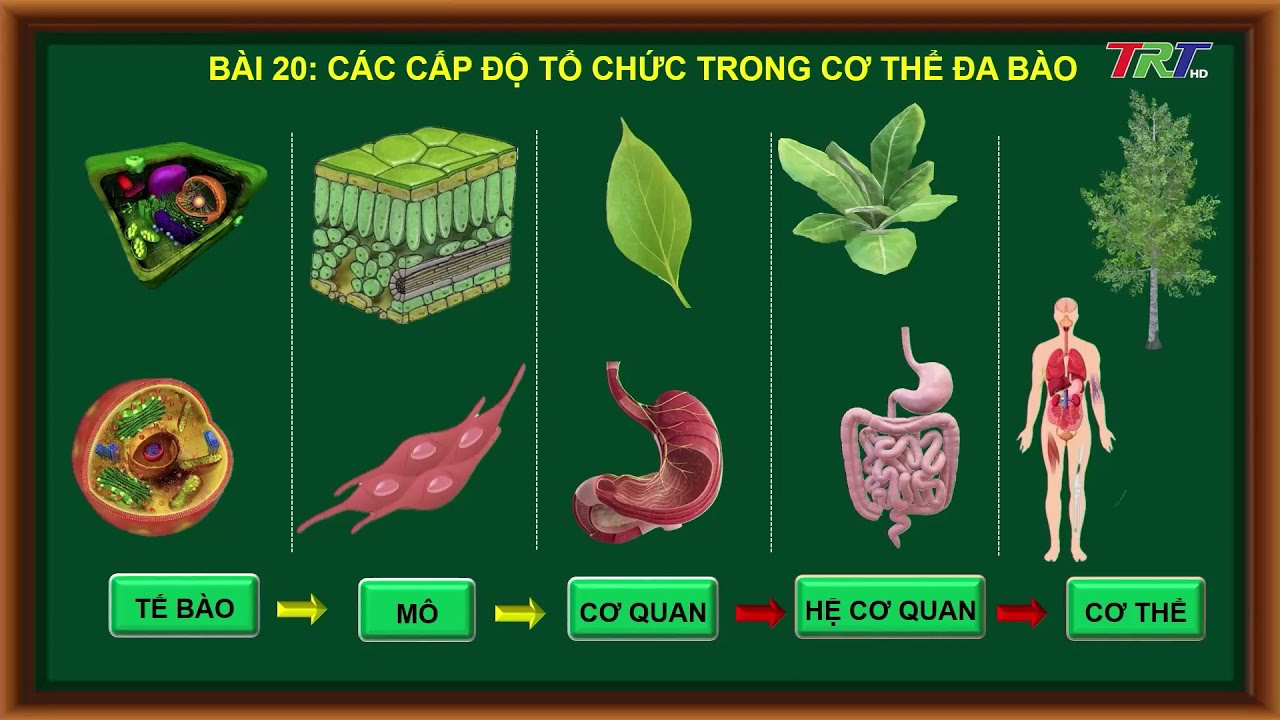 BÀI 20: CÁC CẤP ĐỘ TỔ CHỨC TRONG CƠ THỂ ĐA BÀO
TRT HD
TẾ BÀO
MÔ
CƠ QUAN
HỆ CƠ QUAN
CƠ THỂ